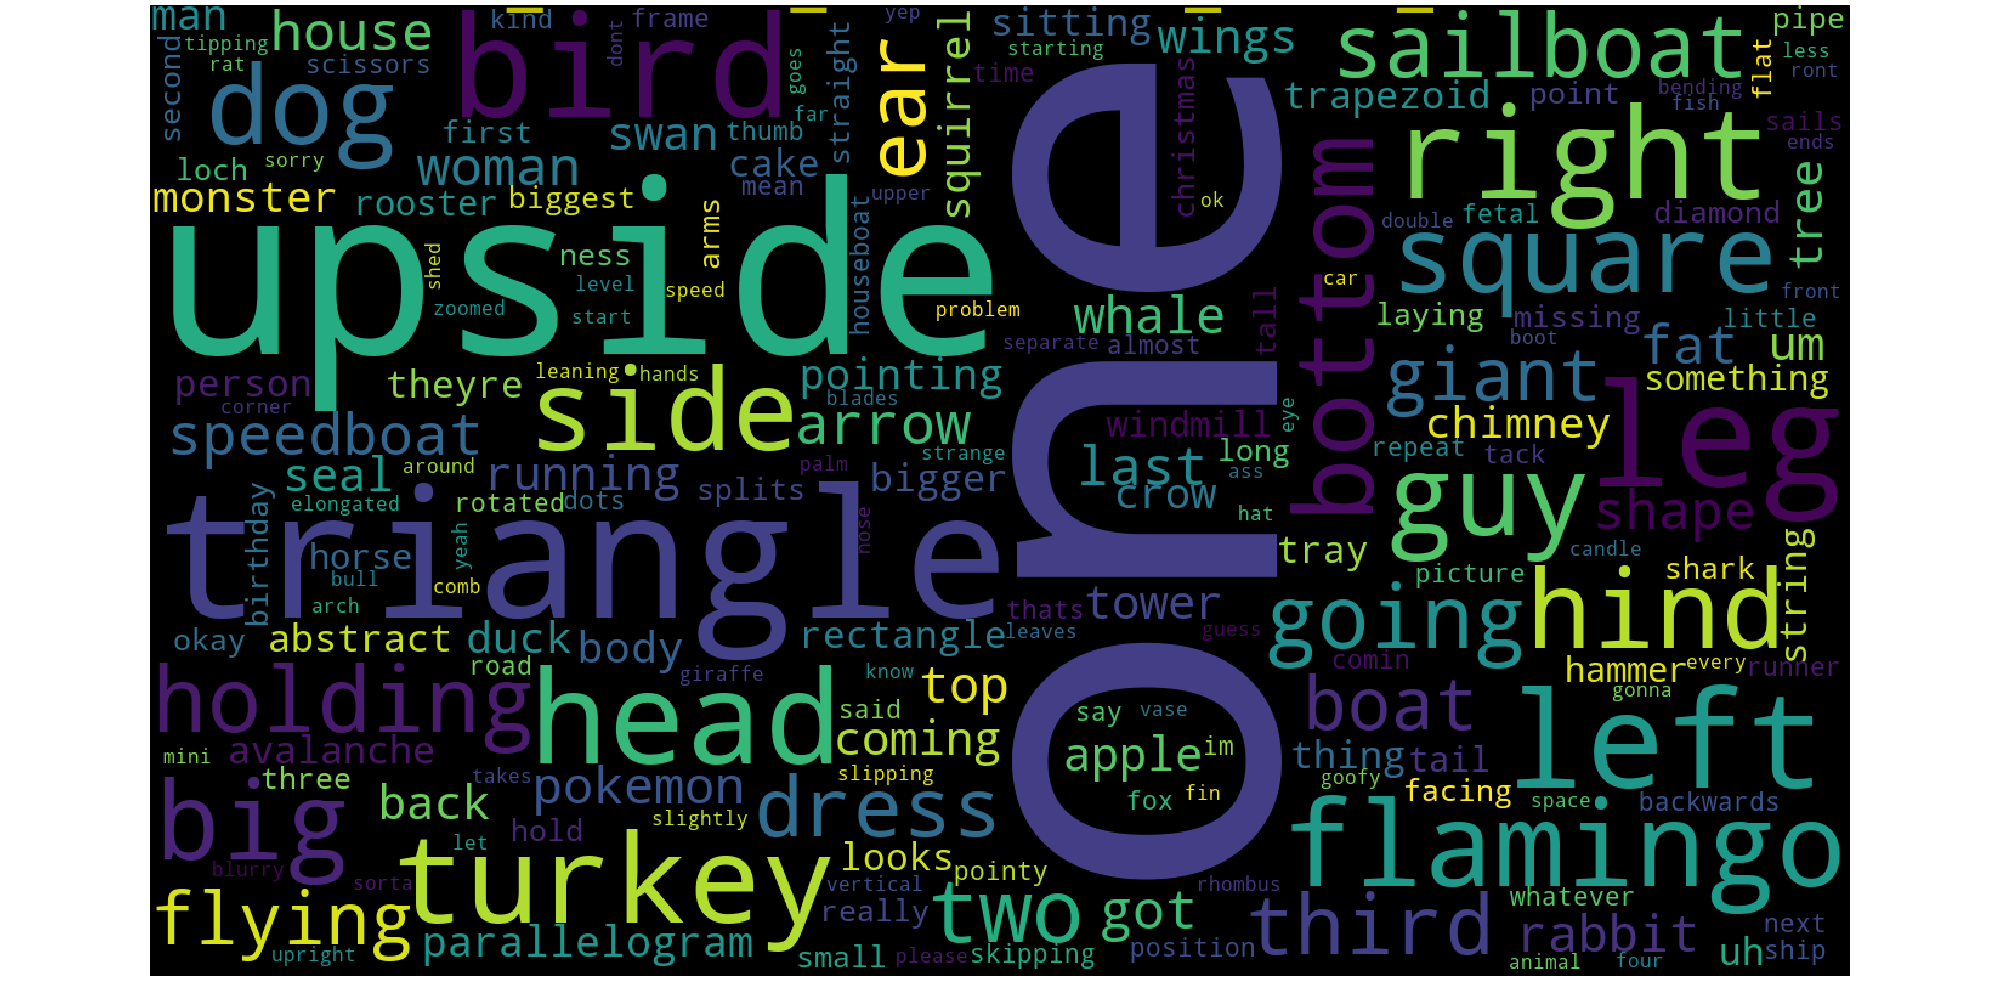 man
kind
frame
yep
sitting
pipe
tipping
house
bird
dont
ear
squirrel
starting
wings
sailboat
less
rat
scissors
goes
straight
time
christmas
flat
ront
second
dog
far
trapezoid
point
bending
fish
first
swan
thumb
right
sails
ends
loch
sorry
woman
cake
mean
upper
ok
bottom
tree
monster
rooster
biggest
arms
houseboat
one
double
fetal
diamond
upside
shed
ness
level
speed
car
square
front
zoomed
start
problem
whale
tall
laying
missing
little
separate
almost
boot
fat
um
person
theyre
leaning
hands
pointing
giant
something
corner
side
blades
arrow
windmill
eye
chimney
leg
speedboat
strange
last
long
repeat
tack
seal
around
running
splits
palm
bigger
crow
ass
guy
shape
elongated
rotated
dots
hat
birthday
triangle
nose
horse
yeah
tray
candle
string
bull
comb
picture
shark
arch
thats
tower
going
hind
okay
abstract
duck
body
rectangle
leaves
guess
road
giraffe
know
comin
hammer
every
runner
holding
head
top
gonna
said
say
vase
boat
left
avalanche
coming
apple
im
thing
tail
mini
three
takes
pokemon
slipping
goofy
big
back
dress
fox
fin
facing
space
backwards
hold
slightly
let
turkey
looks
flamingo
blurry
sorta
pointy
vertical
rhombus
whatever
flying
really
two
got
third
rabbit
next
upright
parallelogram
small
please
skipping
position
uh
ship
animal
four